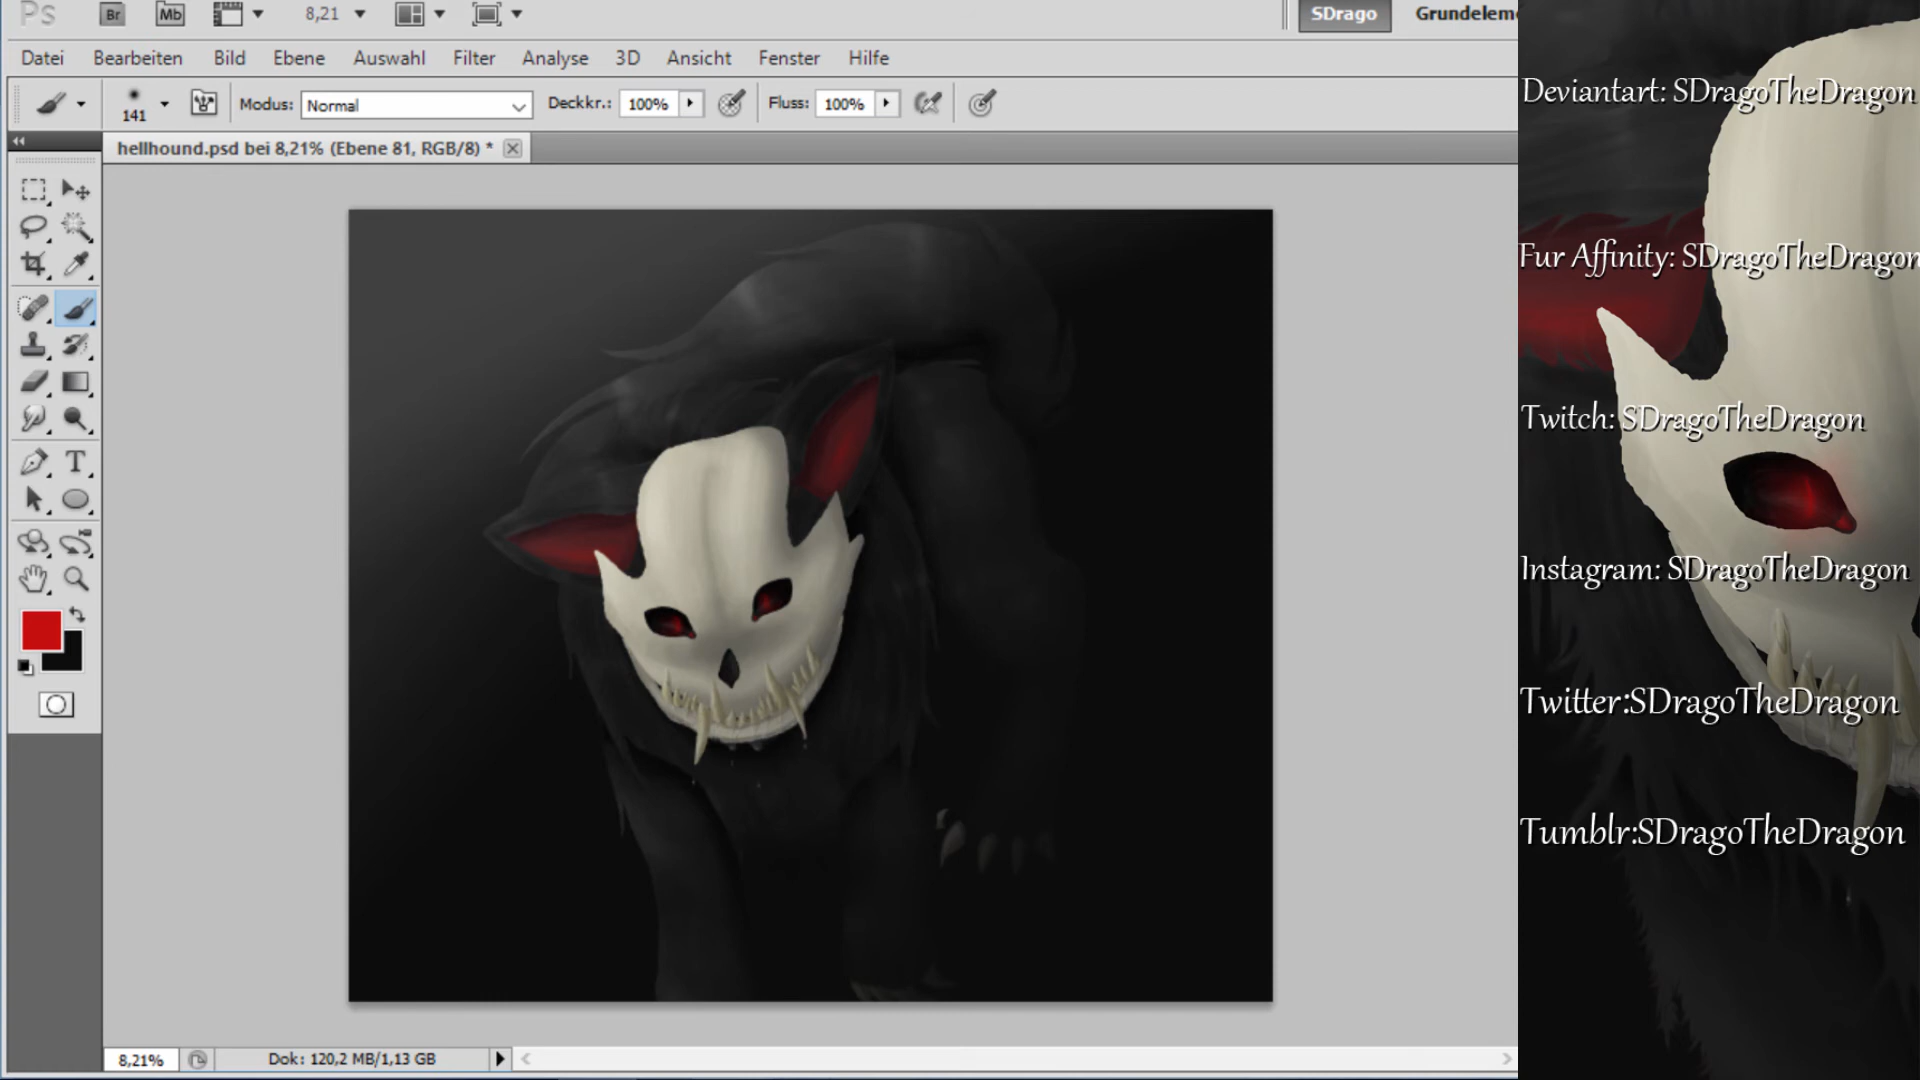 Ps Br Mb 8,21 SDrago
Datei Bearbeiten Bild Ebene Auswahl Filter Analyse 3D Ansicht Fenster Hilfe
141 Modus: Normal Deckkr.: 100% Fluss: 100%
hellhound.psd bei 8,21% (Ebene 81, RGB/8) *
T
8,21% Dok: 120,2 MB/1,13 GB
Deviantart: SDragoTheDragon
Fur Affinity: SDragoTheDragon
Twitch: SDragoTheDragon
Instagram: SDragoTheDragon
Twitter:SDragoTheDragon
Tumblr:SDragoTheDragon